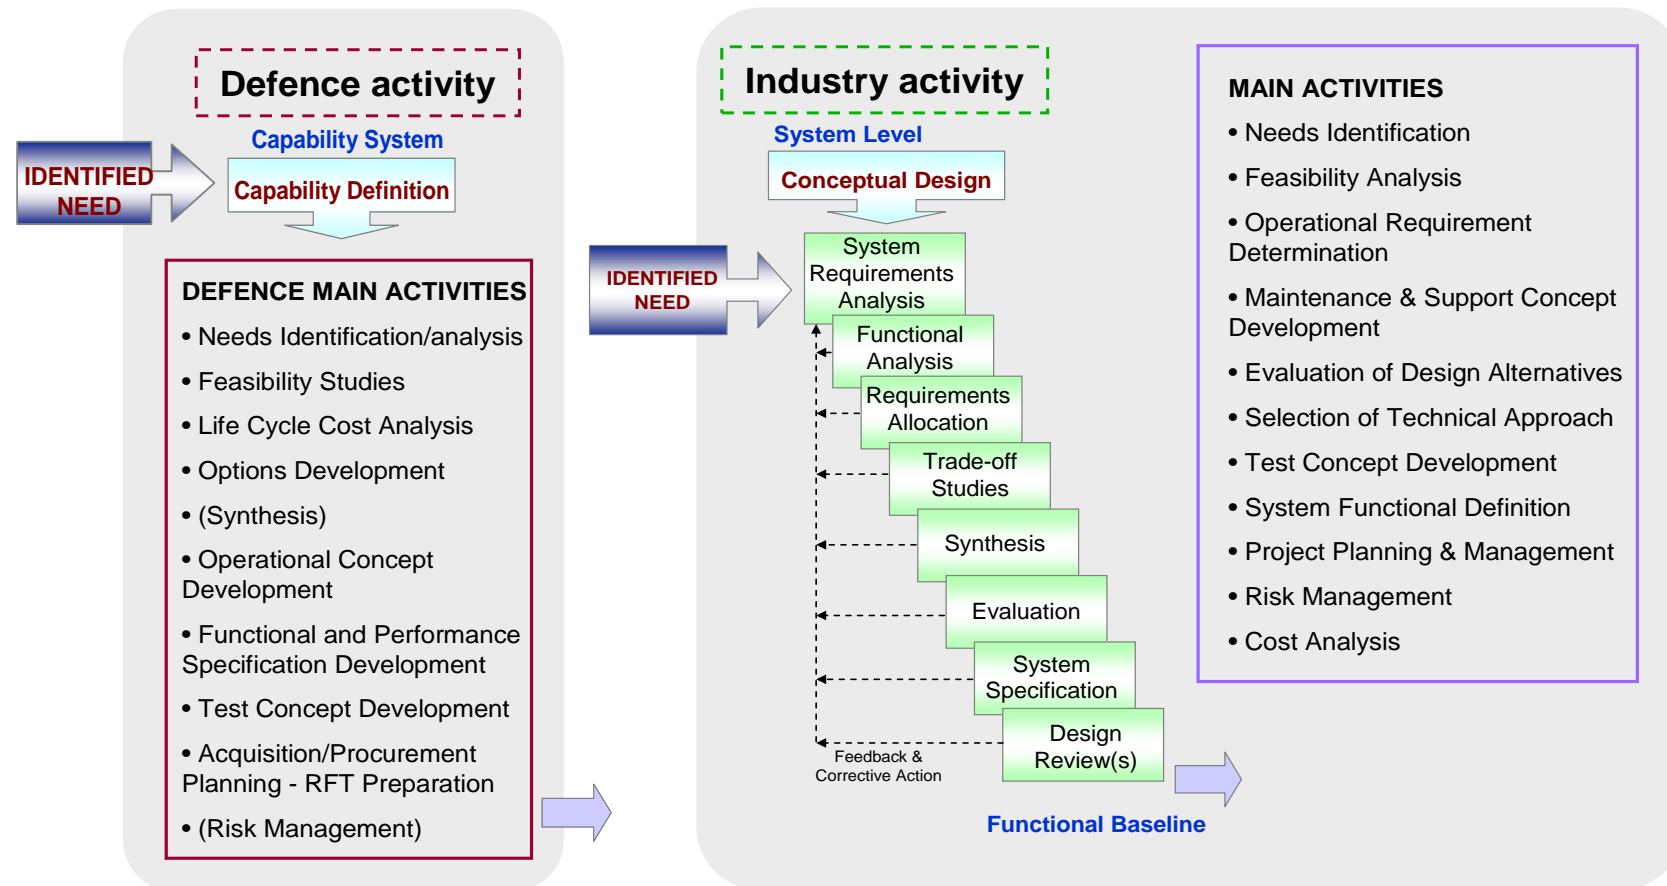 Defence activity
Capability System
IDENTIFIED
NEED
Capability Definition
DEFENCE MAIN ACTIVITIES
• Needs Identification/analysis
• Feasibility Studies
• Life Cycle Cost Analysis
• Options Development
• (Synthesis)
• Operational Concept
Development
• Functional and Performance
Specification Development
• Test Concept Development
• Acquisition/Procurement
Planning - RFT Preparation
• (Risk Management)
Industry activity
System Level
Conceptual Design
IDENTIFIED
NEED
System
Requirements
Analysis
Functional
Analysis
Requirements
Allocation
Trade-off
Studies
Synthesis
Evaluation
System
Specification
Design
Review(s)
Feedback &
Corrective Action
Functional Baseline
MAIN ACTIVITIES
• Needs Identification
• Feasibility Analysis
• Operational Requirement
Determination
• Maintenance & Support Concept
Development
• Evaluation of Design Alternatives
• Selection of Technical Approach
• Test Concept Development
• System Functional Definition
• Project Planning & Management
• Risk Management
• Cost Analysis